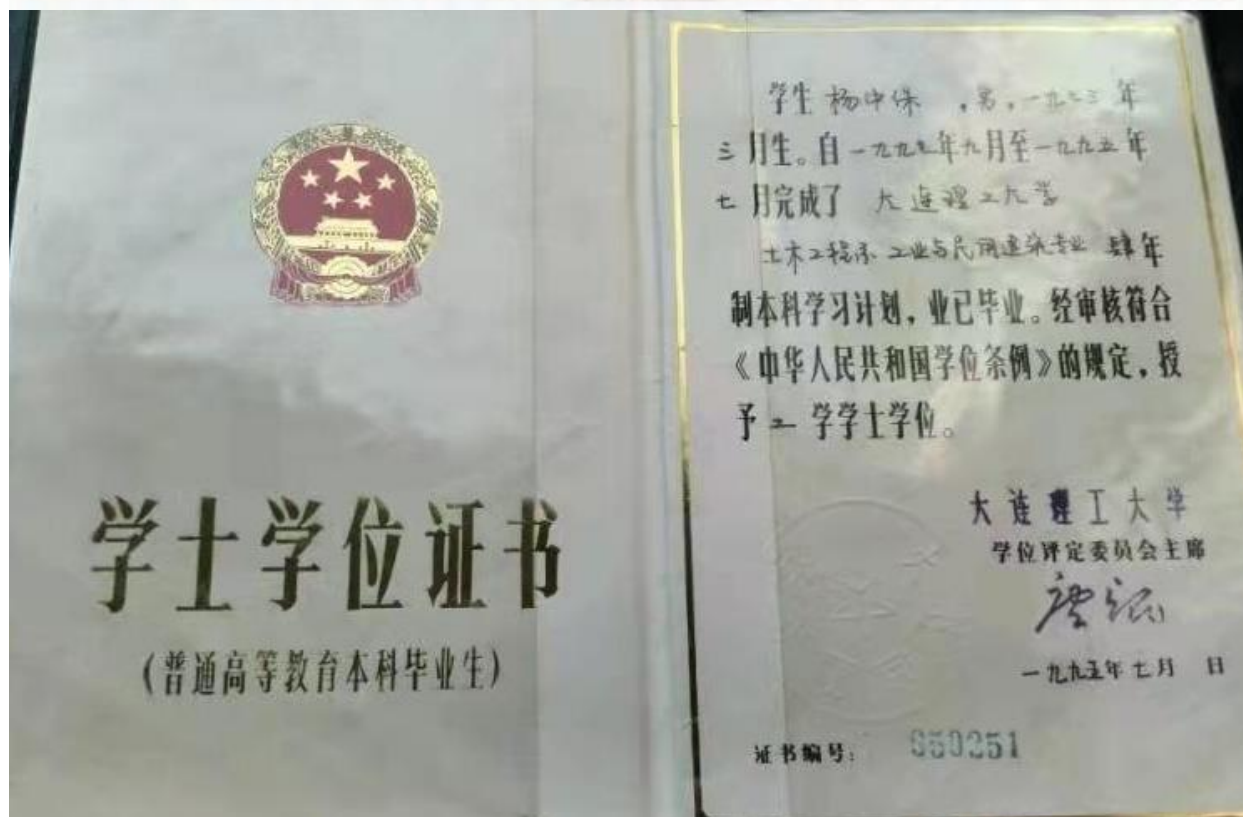 学士学位证书
(普通高等教育本科毕业生)
学生 杨中保 ，男，一九七三年
三月生。自一九九一年九月至一九九五年
七月完成了 大连理工大学
土木工程系 工业与民用建筑专业 肆年
制本科学习计划，业已毕业。经审核符合
《中华人民共和国学位条例》的规定，授
予 工 学学士学位。
大连理工大学
学位评定委员会主席
一九九五年七月 日
证书编号： 950251